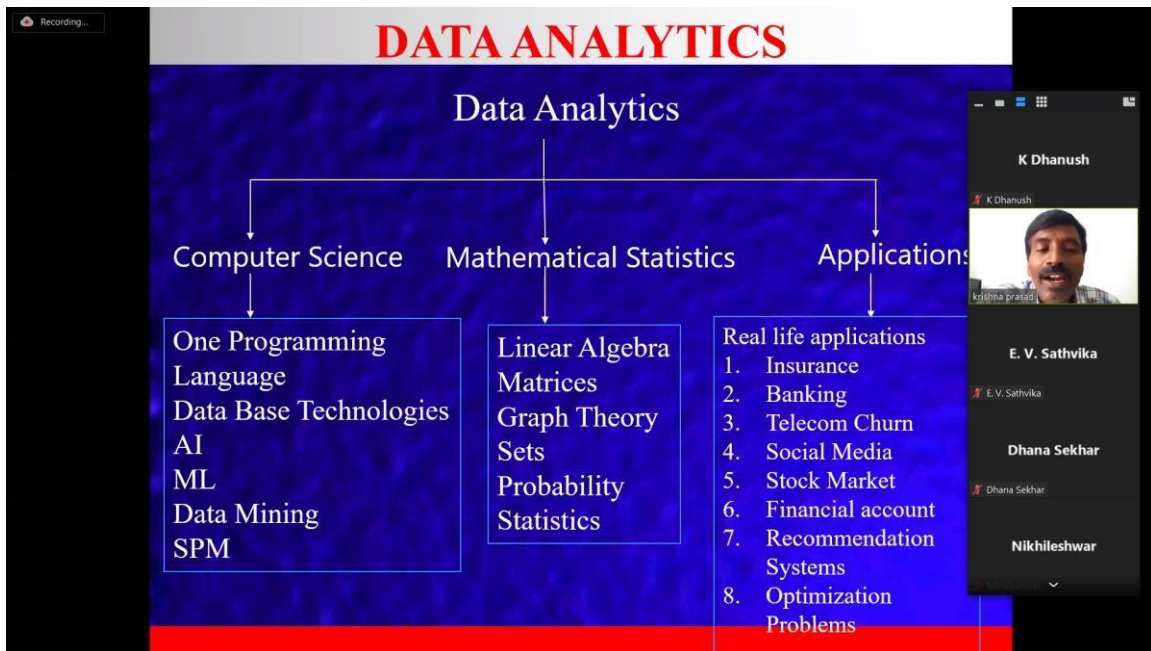 Recording...
DATA ANALYTICS
Data Analytics
Computer Science
Mathematical Statistics
Applications
One Programming
Language
Data Base Technologies
AI
ML
Data Mining
SPM
Linear Algebra
Matrices
Graph Theory
Sets
Probability
Statistics
Real life applications
1. Insurance
2. Banking
3. Telecom Churn
4. Social Media
5. Stock Market
6. Financial account
7. Recommendation
Systems
8. Optimization
Problems
K Dhanush
K Dhanush
krishna prasad
E. V. Sathvika
E. V. Sathvika
Dhana Sekhar
Dhana Sekhar
Nikhileshwar
Nikhileshwar